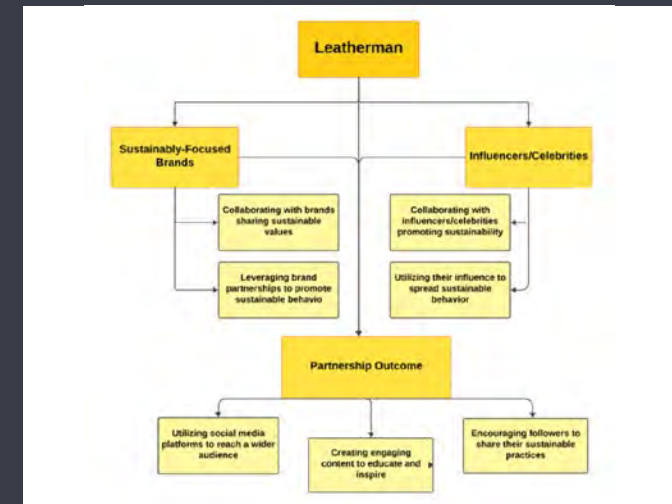 Leatherman
Sustainably-Focused
Brands
Influencers/Celebrities
Collaborating with brands
sharing sustainable
values
Collaborating with
influencers/celebrities
promoting sustainability
Leveraging brand
partnerships to promote
sustainable behavio
Utilizing their influence to
spread sustainable
behavior
Partnership Outcome
Utilizing social media
platforms to reach a wider
audience
Creating engaging
content to educate and
inspire
Encouraging followers to
share their sustainable
practices